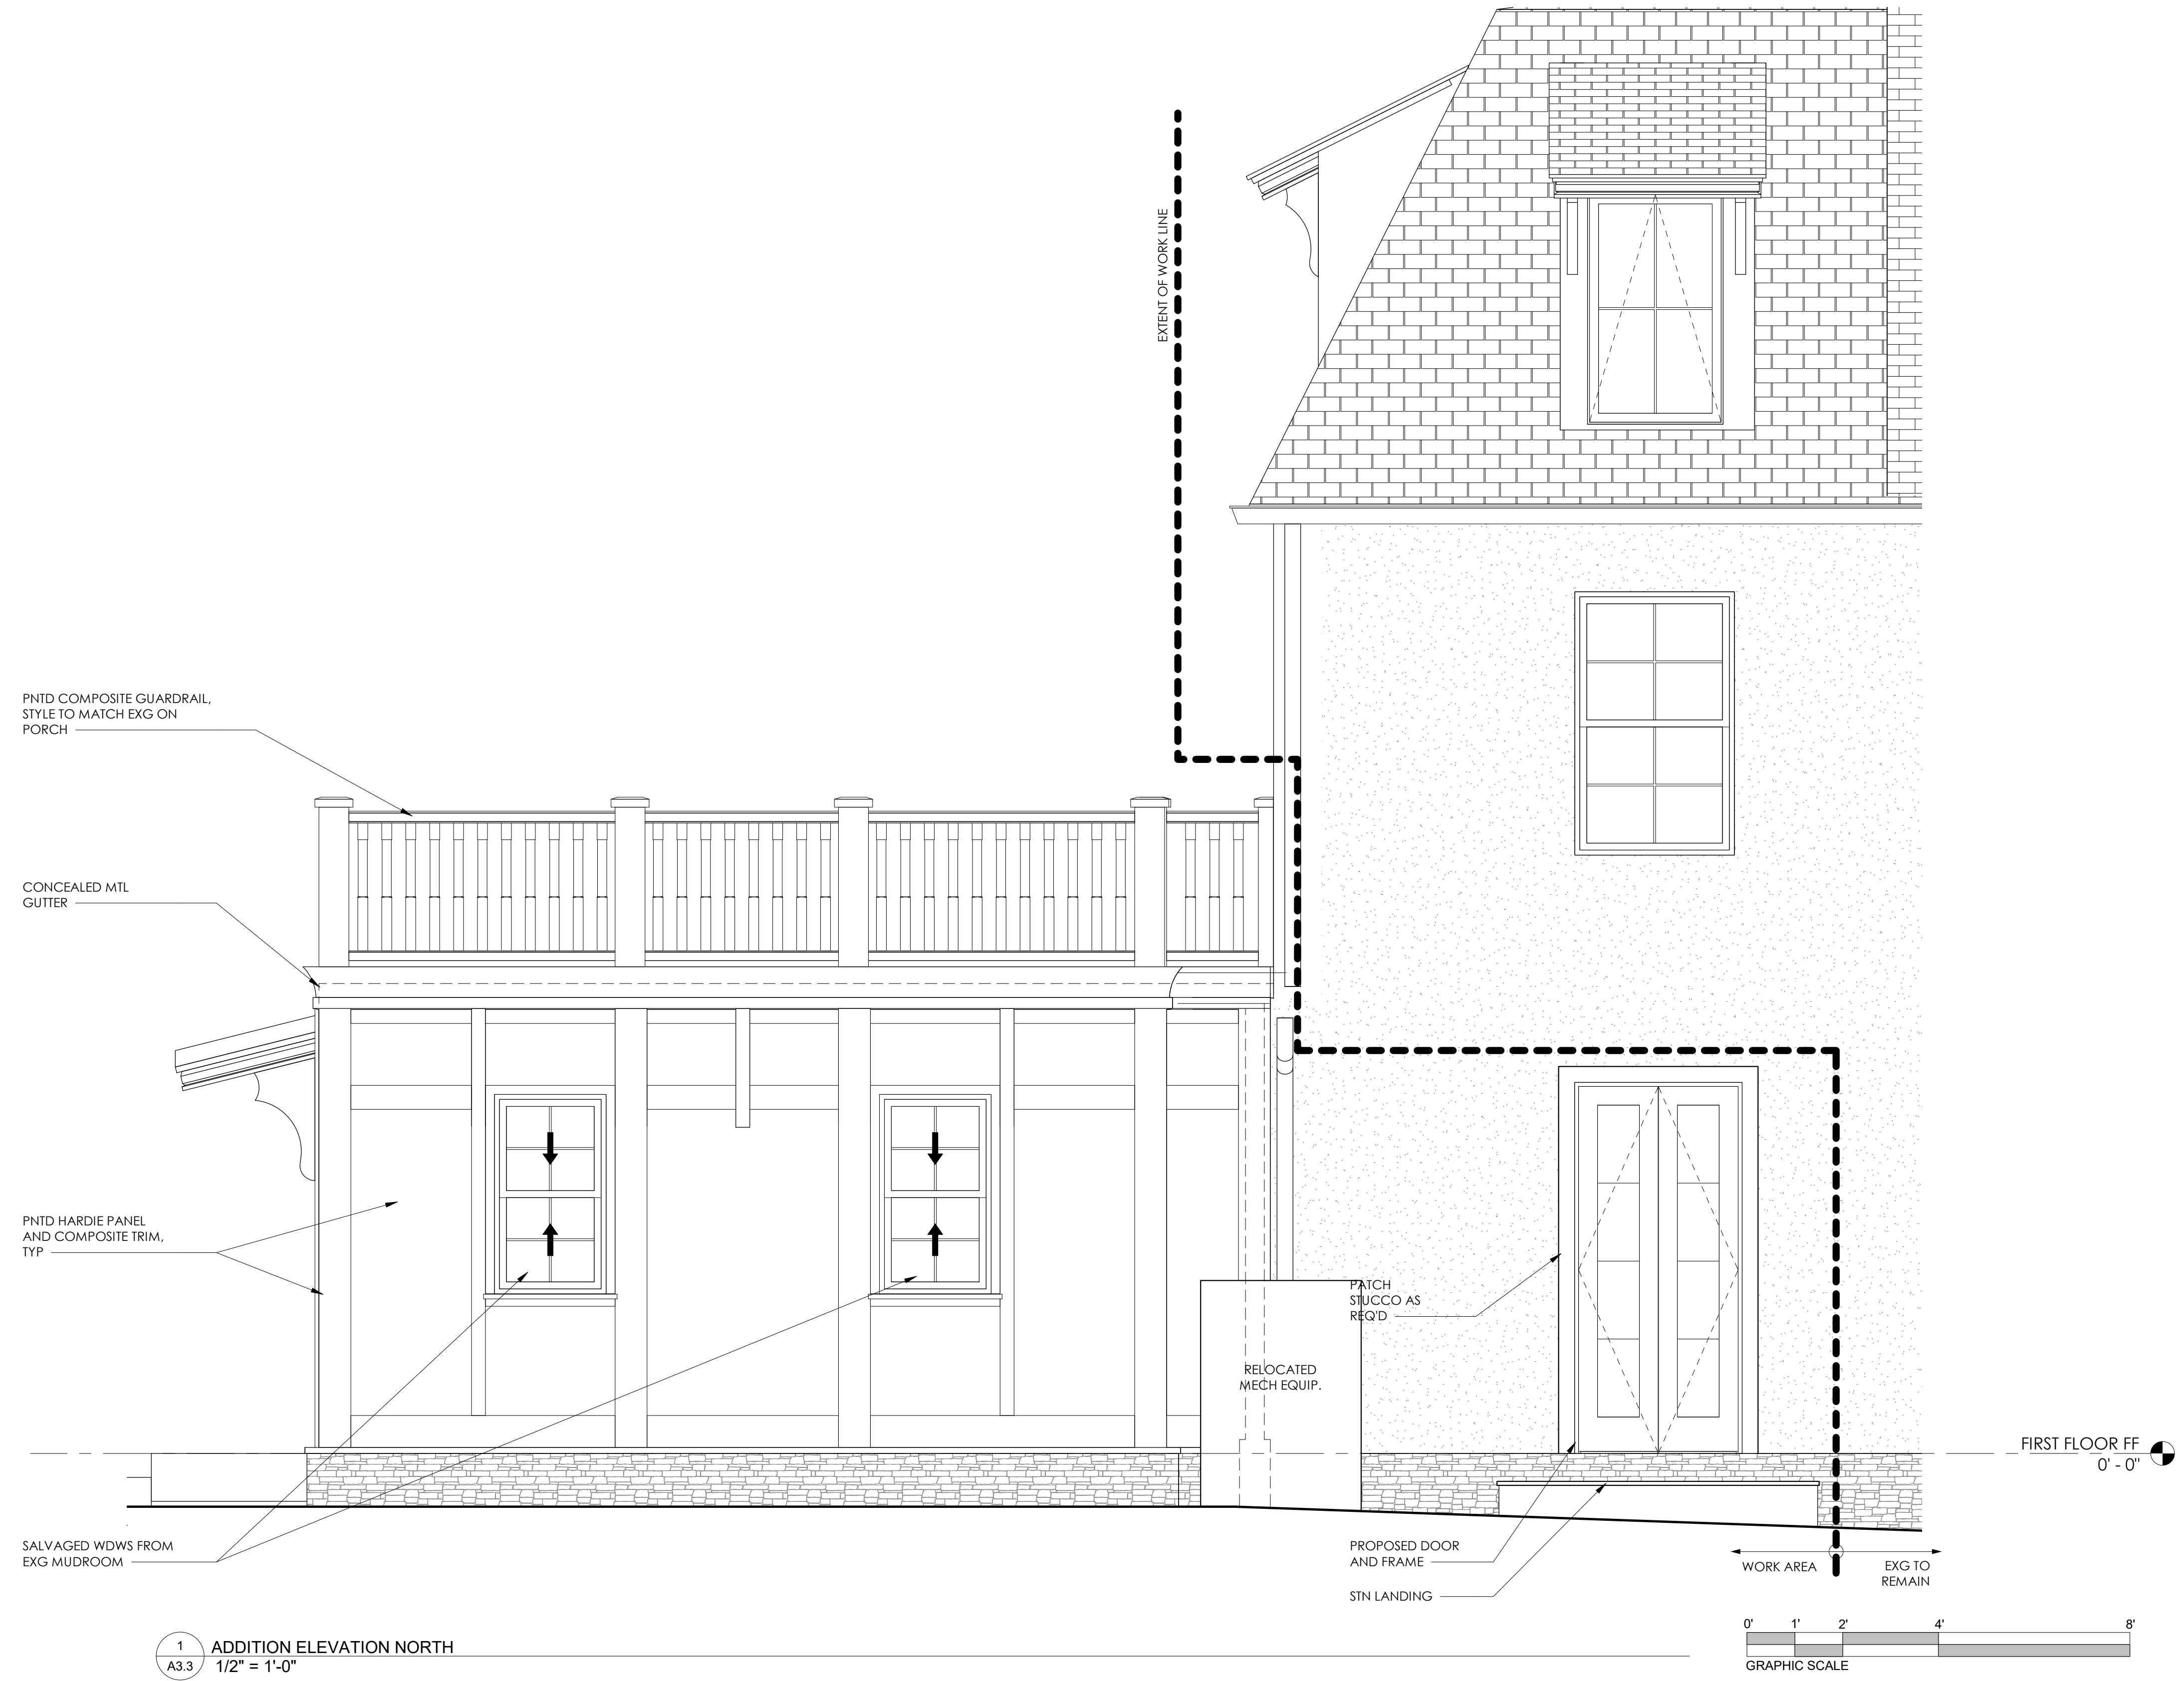 EXTENT OF WORK LINE
PNTD COMPOSITE GUARDRAIL,
STYLE TO MATCH EXG ON
PORCH
CONCEALED MTL
GUTTER
PNTD HARDIE PANEL
AND COMPOSITE TRIM,
TYP
PATCH
STUCCO AS
REQ'D
RELOCATED
MECH EQUIP.
FIRST FLOOR FF
0' - 0"
SALVAGED WDWS FROM
EXG MUDROOM
PROPOSED DOOR
AND FRAME
STN LANDING
WORK AREA
EXG TO
REMAIN
1
A3.3
ADDITION ELEVATION NORTH
1/2" = 1'-0"
0' 1' 2' 4' 8'
GRAPHIC SCALE